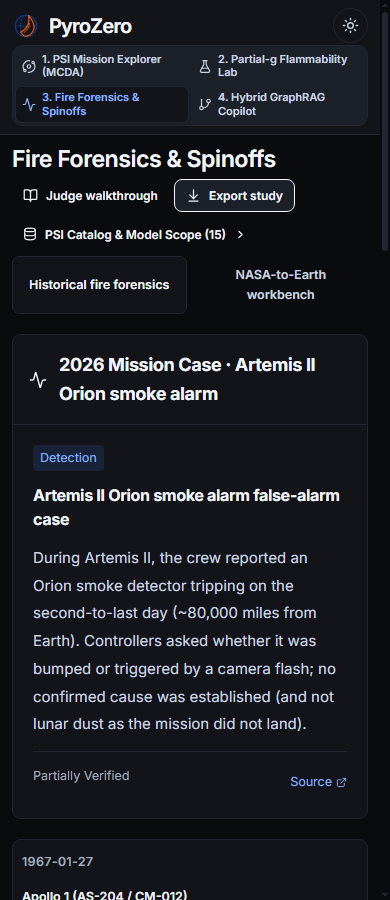 PyroZero
1. PSI Mission Explorer
(MCDA)
2. Partial-g Flammability
Lab
3. Fire Forensics &
Spinoffs
4. Hybrid GraphRAG
Copilot
Fire Forensics & Spinoffs
Judge walkthrough
Export study
PSI Catalog & Model Scope (15)
Historical fire forensics
NASA-to-Earth
workbench
2026 Mission Case · Artemis II
Orion smoke alarm
Detection
Artemis II Orion smoke alarm false-alarm
case
During Artemis II, the crew reported an
Orion smoke detector tripping on the
second-to-last day (~80,000 miles from
Earth). Controllers asked whether it was
bumped or triggered by a camera flash; no
confirmed cause was established (and not
lunar dust as the mission did not land).
Partially Verified
Source
1967-01-27
Apollo 1 (AS-204 / CM-012)